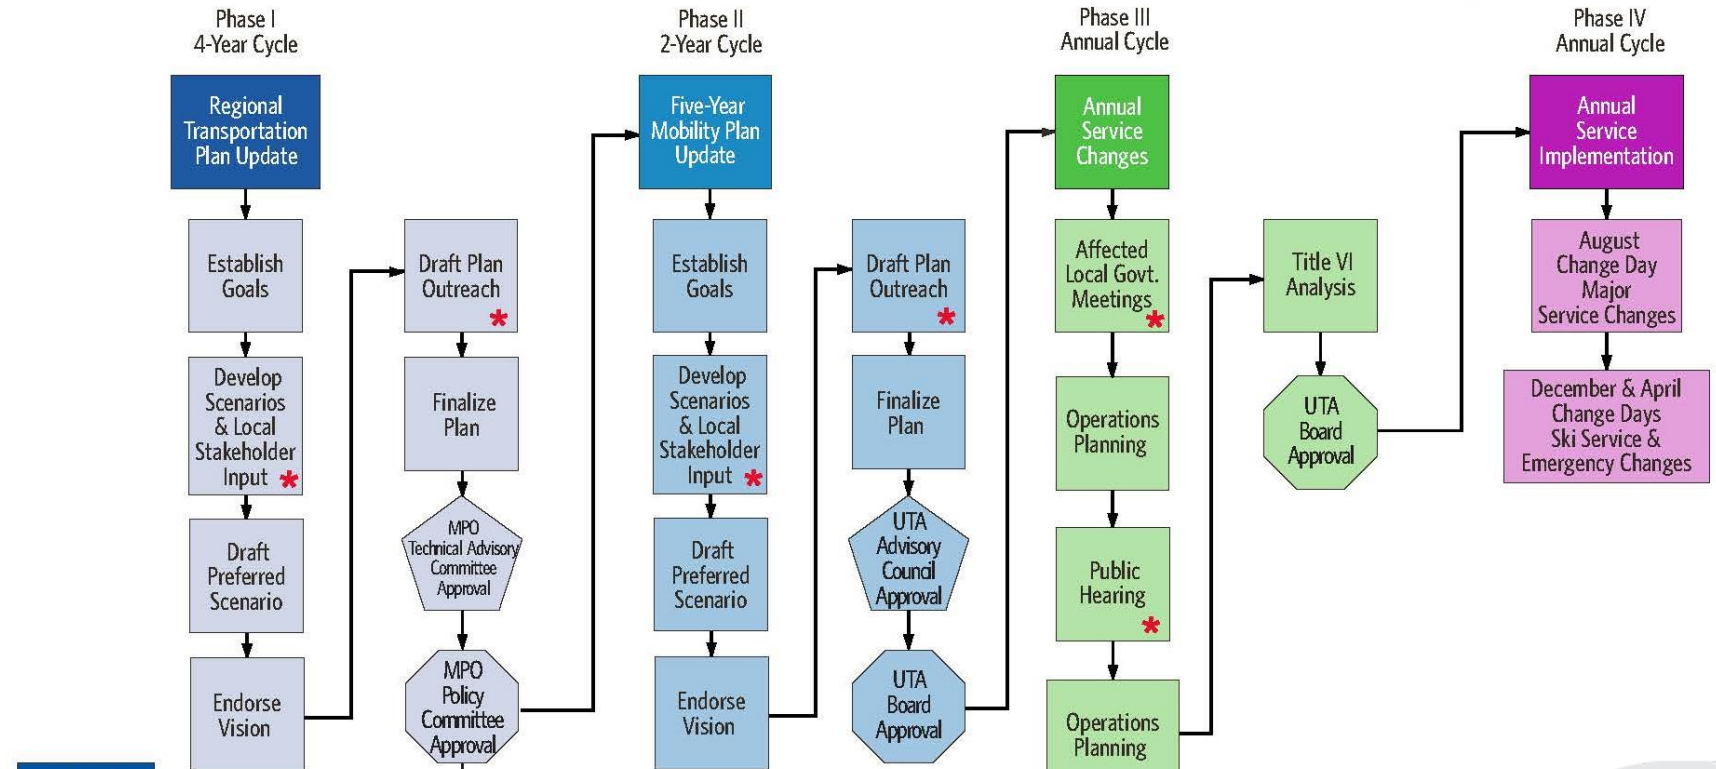 Phase I
4-Year Cycle
Regional
Transportation
Plan Update
Establish
Goals
Develop
Scenarios
& Local
Stakeholder
Input *
Draft
Preferred
Scenario
Endorse
Vision
Draft Plan
Outreach
*
Finalize
Plan
MPO
Technical Advisory
Committee
Approval
MPO
Policy
Committee
Approval
Phase II
2-Year Cycle
Five-Year
Mobility Plan
Update
Establish
Goals
Develop
Scenarios
& Local
Stakeholder
Input *
Draft
Preferred
Scenario
Endorse
Vision
Draft Plan
Outreach
*
Finalize
Plan
UTA
Advisory
Council
Approval
UTA
Board
Approval
Phase III
Annual Cycle
Annual
Service
Changes
Affected
Local Govt.
Meetings
*
Operations
Planning
Public
Hearing
*
Operations
Planning
Title VI
Analysis
UTA
Board
Approval
Phase IV
Annual Cycle
Annual
Service
Implementation
August
Change Day
Major
Service Changes
December & April
Change Days
Ski Service &
Emergency Changes